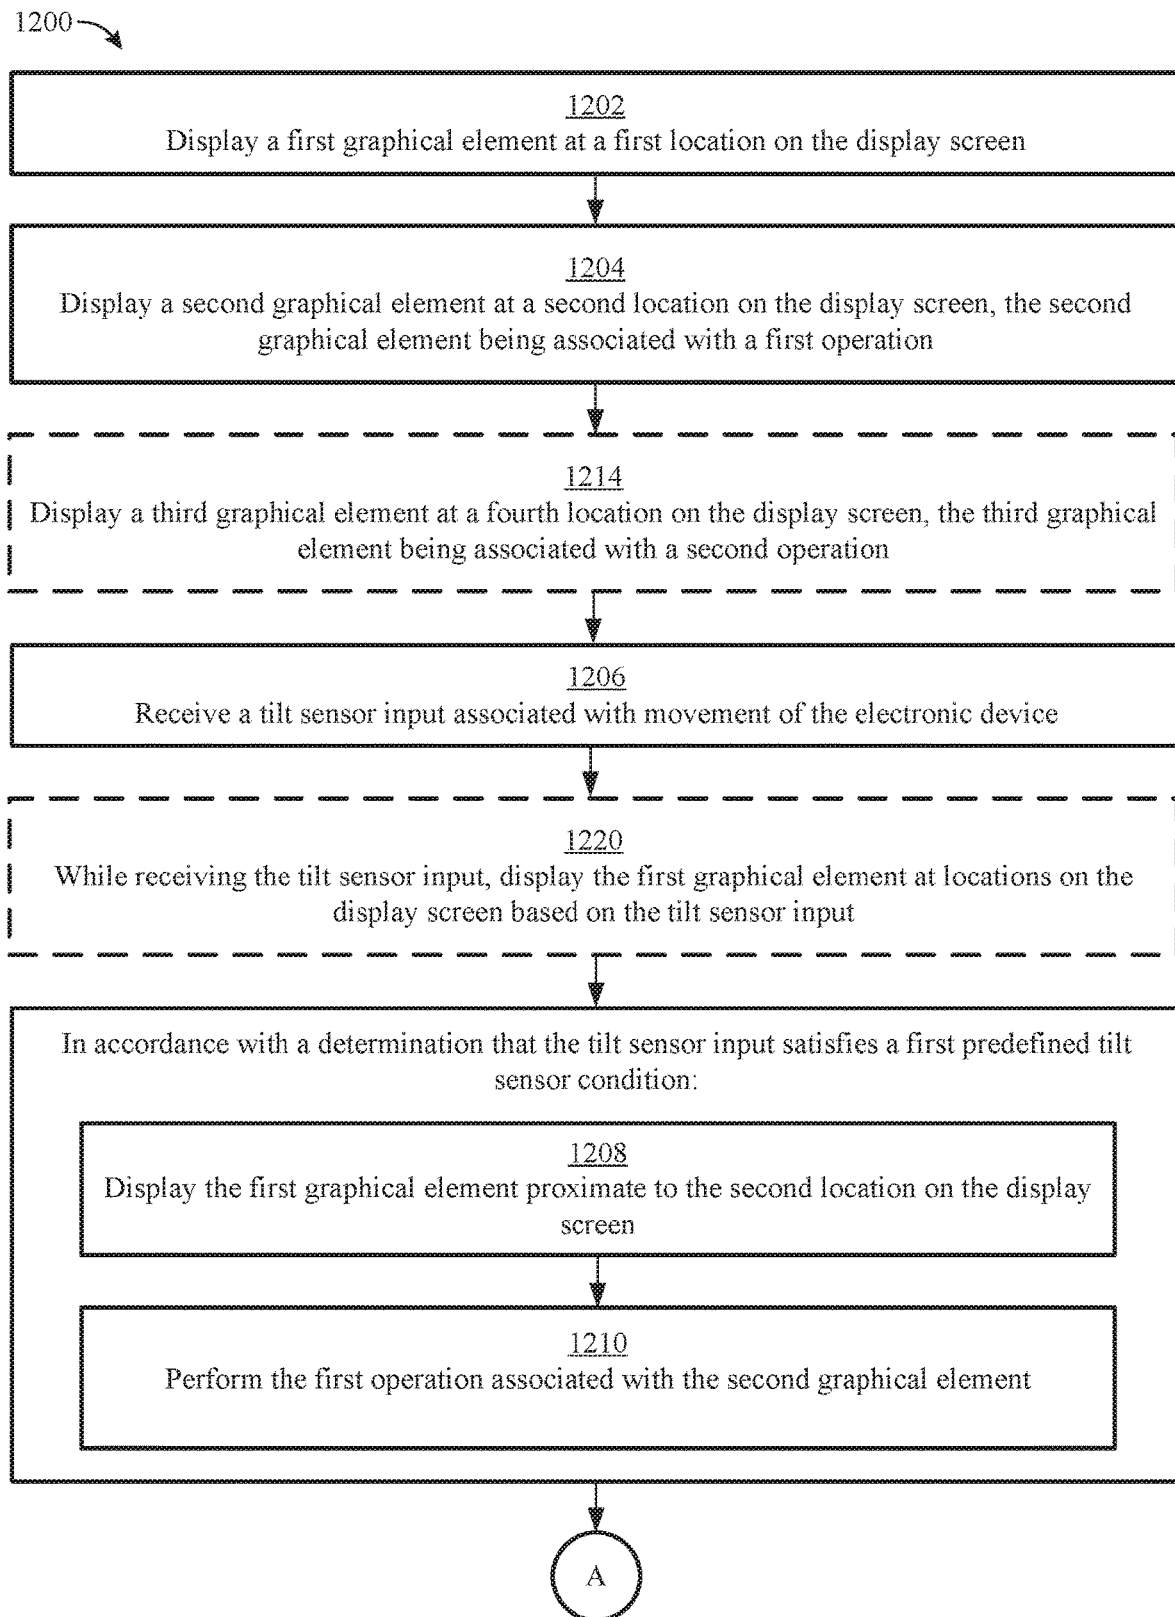 1200
1202
Display a first graphical element at a first location on the display screen
1204
Display a second graphical element at a second location on the display screen, the second
graphical element being associated with a first operation
1214
Display a third graphical element at a fourth location on the display screen, the third graphical
element being associated with a second operation
1206
Receive a tilt sensor input associated with movement of the electronic device
1220
While receiving the tilt sensor input, display the first graphical element at locations on the
display screen based on the tilt sensor input
In accordance with a determination that the tilt sensor input satisfies a first predefined tilt
sensor condition:
1208
Display the first graphical element proximate to the second location on the display
screen
1210
Perform the first operation associated with the second graphical element
A